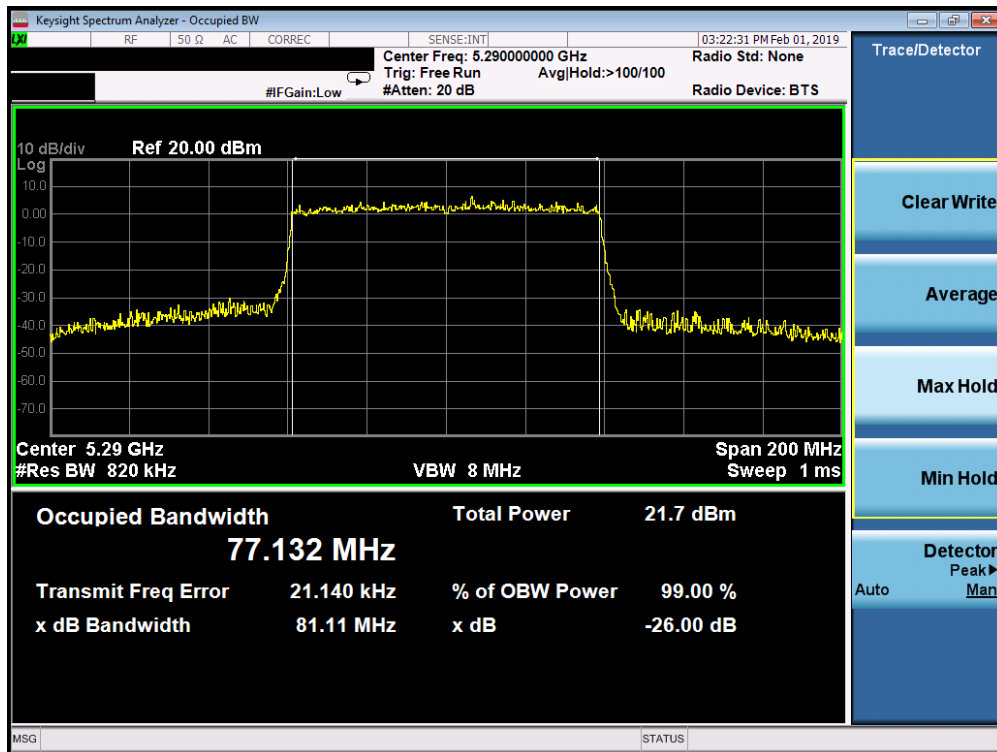 Keysight Spectrum Analyzer - Occupied BW
LXI RF 50 Ω AC CORREC SENSE:INT 03:22:31 PM Feb 01, 2019
Center Freq: 5.290000000 GHz Radio Std: None
Trig: Free Run Avg|Hold:>100/100
#IFGain:Low #Atten: 20 dB Radio Device: BTS
10 dB/div Ref 20.00 dBm
Log
10.0
0.00
-10.0
-20.0
-30.0
-40.0
-50.0
-60.0
-70.0
Center 5.29 GHz Span 200 MHz
#Res BW 820 kHz VBW 8 MHz Sweep 1 ms
Occupied Bandwidth Total Power 21.7 dBm
77.132 MHz
Transmit Freq Error 21.140 kHz % of OBW Power 99.00 %
x dB Bandwidth 81.11 MHz x dB -26.00 dB
MSG STATUS
Trace/Detector
Clear Write
Average
Max Hold
Min Hold
Detector
Peak▶
Auto Man